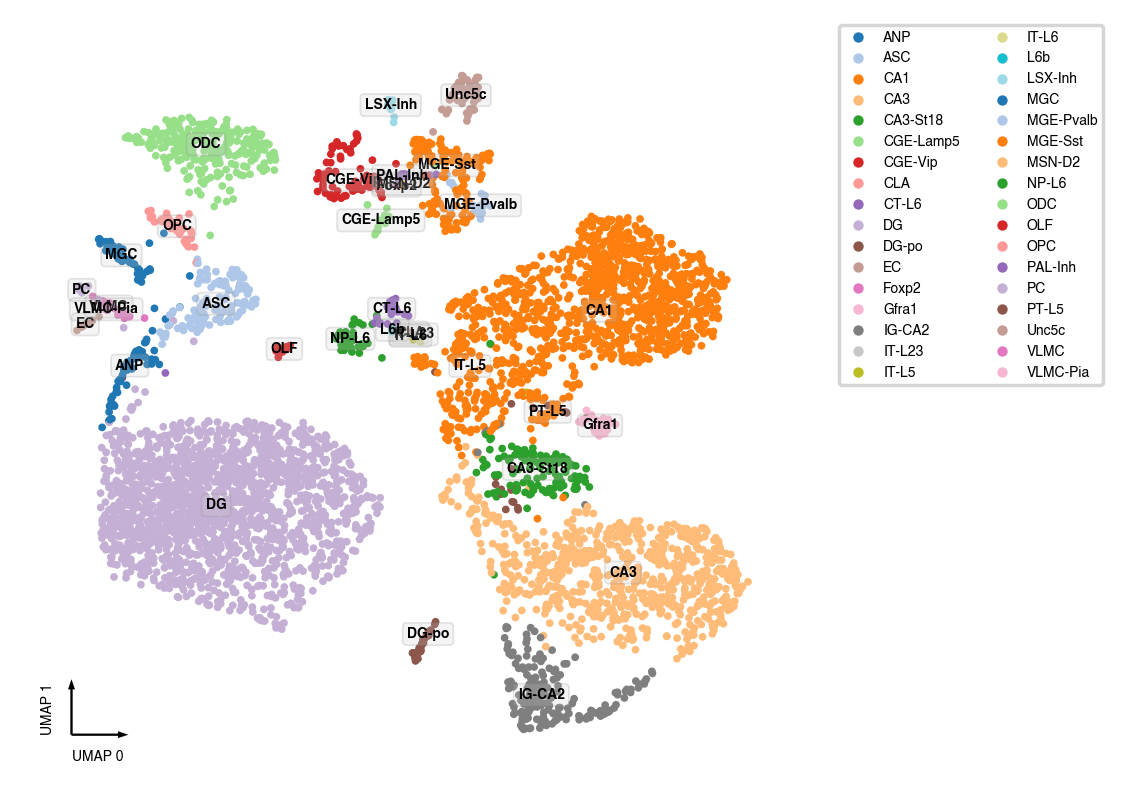 Unc5c
LSX-Inh
ODC
MGE-Sst
PAL-Inh
CGE-Vi
MSN-D2
Foxp2
MGE-Pvalb
CGE-Lamp5
OPC
MGC
PC
ASC
VLMC-Pia
VLMC
EC
CT-L6
L6b
IT-L23
NP-L6
OLF
CA1
ANP
IT-L5
PT-L5
Gfra1
CA3-St18
DG
CA3
DG-po
IG-CA2
UMAP 1
UMAP 0
ANP
ASC
CA1
CA3
CA3-St18
CGE-Lamp5
CGE-Vip
CLA
CT-L6
DG
DG-po
EC
Foxp2
Gfra1
IG-CA2
IT-L23
IT-L5
IT-L6
L6b
LSX-Inh
MGC
MGE-Pvalb
MGE-Sst
MSN-D2
NP-L6
ODC
OLF
OPC
PAL-Inh
PC
PT-L5
Unc5c
VLMC
VLMC-Pia